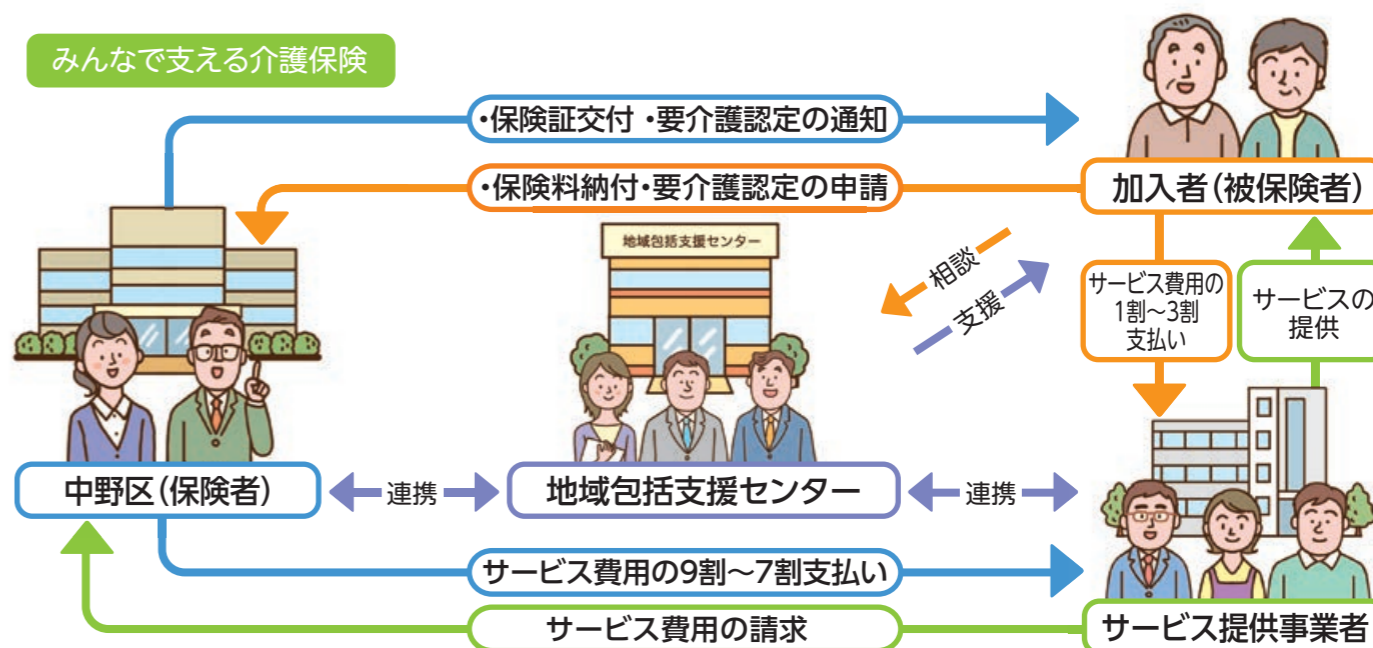 みんなで支える介護保険
・保険証交付 ・要介護認定の通知
・保険料納付・要介護認定の申請
加入者(被保険者)
地域包括支援センター
相談
支援
サービス費用の
1割～3割
支払い
サービスの
提供
中野区(保険者)
連携
地域包括支援センター
連携
サービス費用の9割～7割支払い
サービス費用の請求
サービス提供事業者